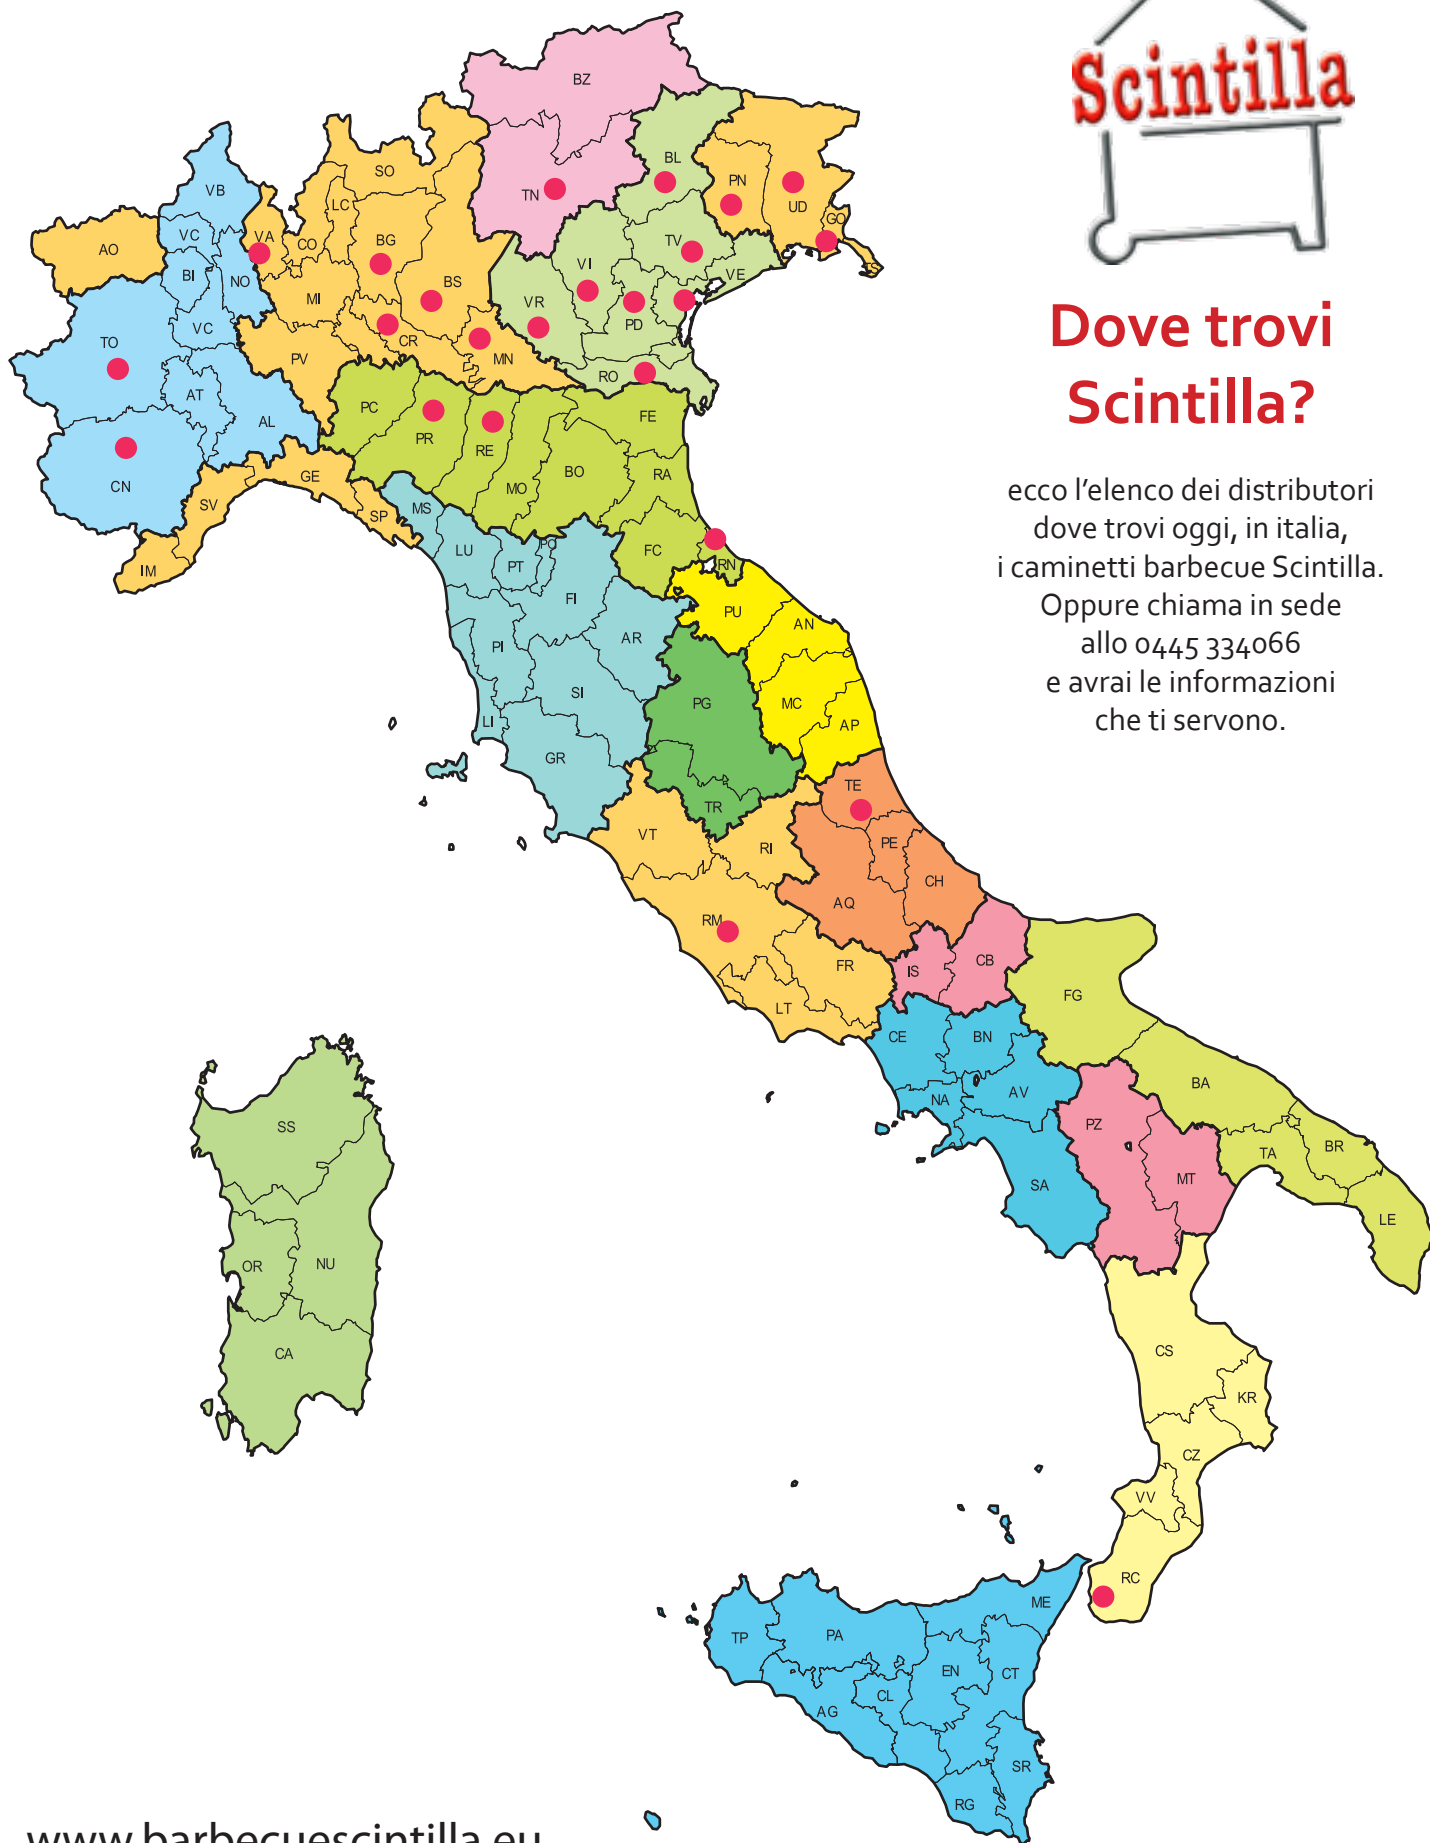 Scintilla
Dove trovi
Scintilla?
ecco l'elenco dei distributori
dove trovi oggi, in italia,
i caminetti barbecue Scintilla.
Oppure chiama in sede
allo 0445 334066
e avrai le informazioni
che ti servono.
BZ
TN
BL
PN
UD
GO
TS
VB
SO
LC
AO
VC
VA
CO
BG
BS
VI
TV
VE
BI
NO
MI
VR
PD
TO
VC
PV
CR
MN
RO
AT
AL
PC
PR
RE
MO
BO
FE
RA
CN
SV
GE
SP
MS
IM
LU
PT
PO
FC
RN
FI
PU
AN
AR
PI
SI
PG
MC
AP
LI
GR
TE
TR
VT
RI
PE
CH
AQ
RM
FR
IS
CB
LT
FG
CE
BN
NA
AV
BA
SS
PZ
MT
TA
BR
SA
LE
OR
NU
CA
CS
KR
CZ
VV
RC
ME
TP
PA
EN
CT
CL
AG
SR
RG
www.barbecuescintilla.eu